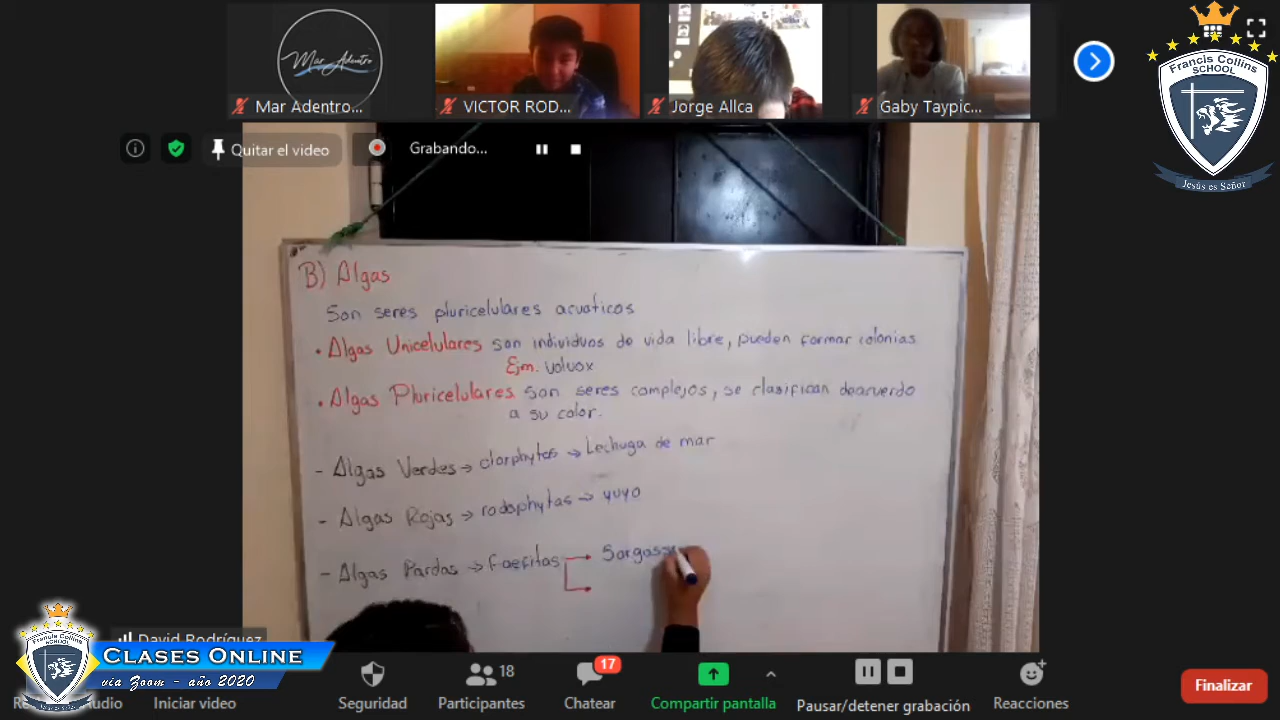 Mar Adentro...
VICTOR ROD...
Jorge Allca
Gaby Taypic...
Francis Collins
SCHOOL
Jesús es Señor
Quitar el video
Grabando...
B) Algas
Son seres pluricelulares acuaticos
• Algas Unicelulares son individuos de vida libre, pueden formar colonias
Ejm. Volvox
• Algas Pluricelulares son seres complejos, se clasifican deacuerdo
a su color.
- Algas Verdes → clorphytas → Lechuga de mar
- Algas Rojas → rodophytas → yuyo
- Algas Pardas → Faefitas → Sargass
David Rodríguez
CLASES ONLINE
vía Zoom - año 2020
Iniciar video
Seguridad
18
Participantes
17
Chatear
Compartir pantalla
Pausar/detener grabación
Reacciones
Finalizar